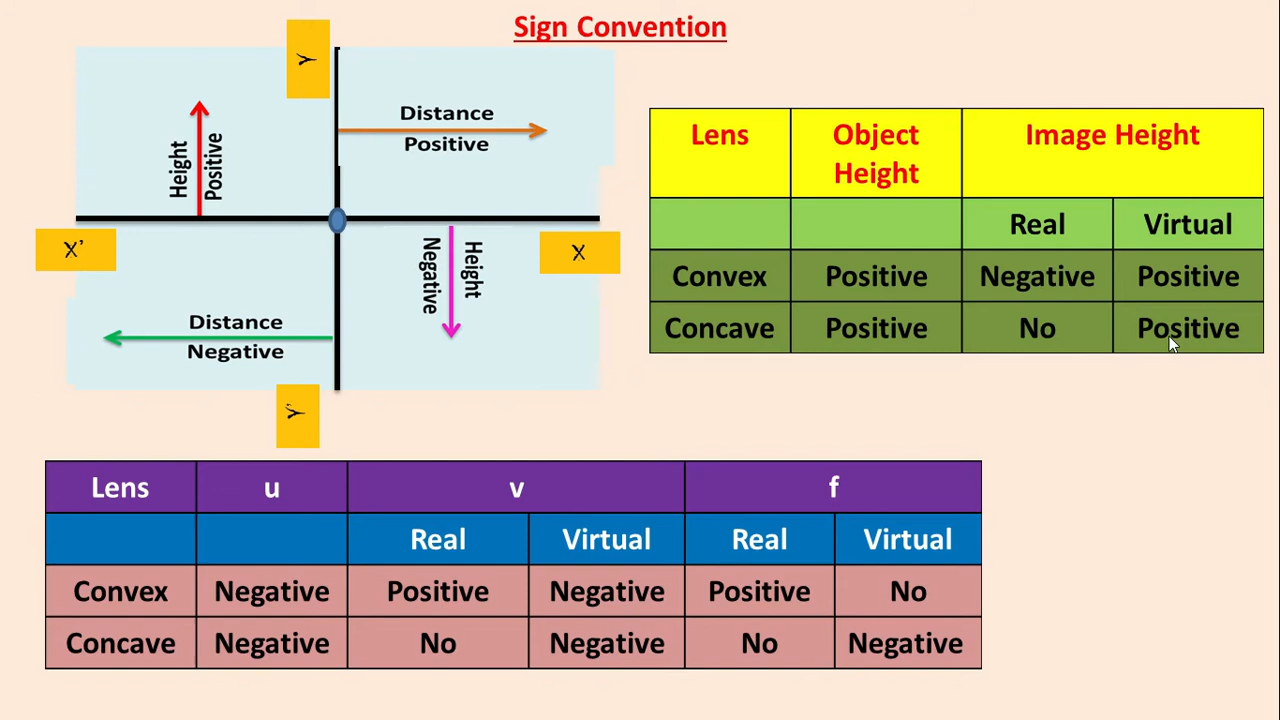 Sign Convention
Y
Distance
Positive
Height
Positive
X’
X
Height
Negative
Distance
Negative
Y’
Lens Object Height Image Height
Real Virtual
Convex Positive Negative Positive
Concave Positive No Positive
Lens u v f
Real Virtual Real Virtual
Convex Negative Positive Negative Positive No
Concave Negative No Negative No Negative